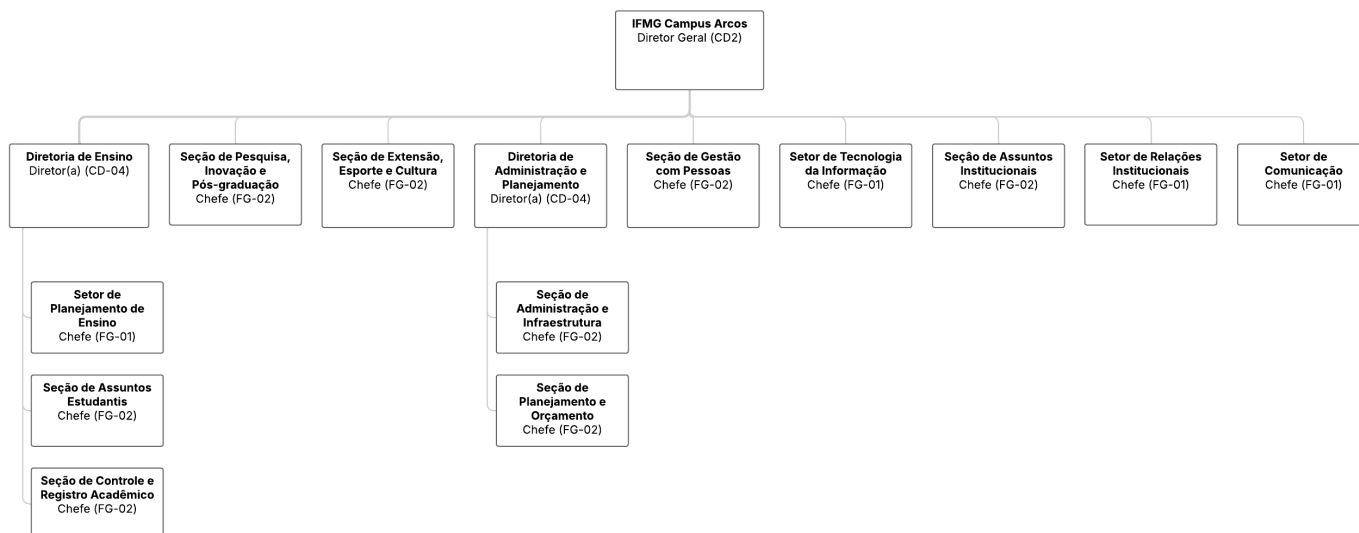 IFMG Campus Arcos
Diretor Geral (CD2)
Diretoria de Ensino
Diretor(a) (CD-04)
Seção de Pesquisa,
Inovação e
Pós-graduação
Chefe (FG-02)
Seção de Extensão,
Esporte e Cultura
Chefe (FG-02)
Diretoria de
Administração e
Planejamento
Diretor(a) (CD-04)
Seção de Gestão
com Pessoas
Chefe (FG-02)
Setor de Tecnologia
da Informação
Chefe (FG-01)
Seçâo de Assuntos
Institucionais
Chefe (FG-02)
Setor de Relações
Institucionais
Chefe (FG-01)
Setor de
Comunicação
Chefe (FG-01)
Setor de
Planejamento de
Ensino
Chefe (FG-01)
Seção de Assuntos
Estudantis
Chefe (FG-02)
Seção de Controle e
Registro Acadêmico
Chefe (FG-02)
Seção de
Administração e
Infraestrutura
Chefe (FG-02)
Seção de
Planejamento e
Orçamento
Chefe (FG-02)